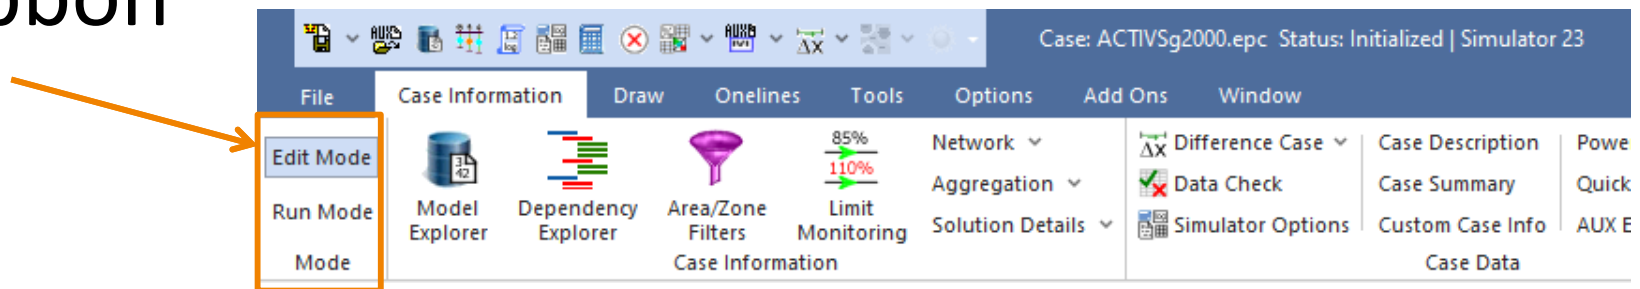 Case: ACTIVSg2000.epc Status: Initialized | Simulator 23
File Case Information Draw Onelines Tools Options Add Ons Window
Edit Mode
Run Mode
Mode
Model
Explorer
Dependency
Explorer
Area/Zone
Filters
85%
110%
Limit
Monitoring
Network
Aggregation
Solution Details
Case Information
Difference Case
Data Check
Simulator Options
Case Description
Case Summary
Custom Case Info
Quick
AUX
Case Data